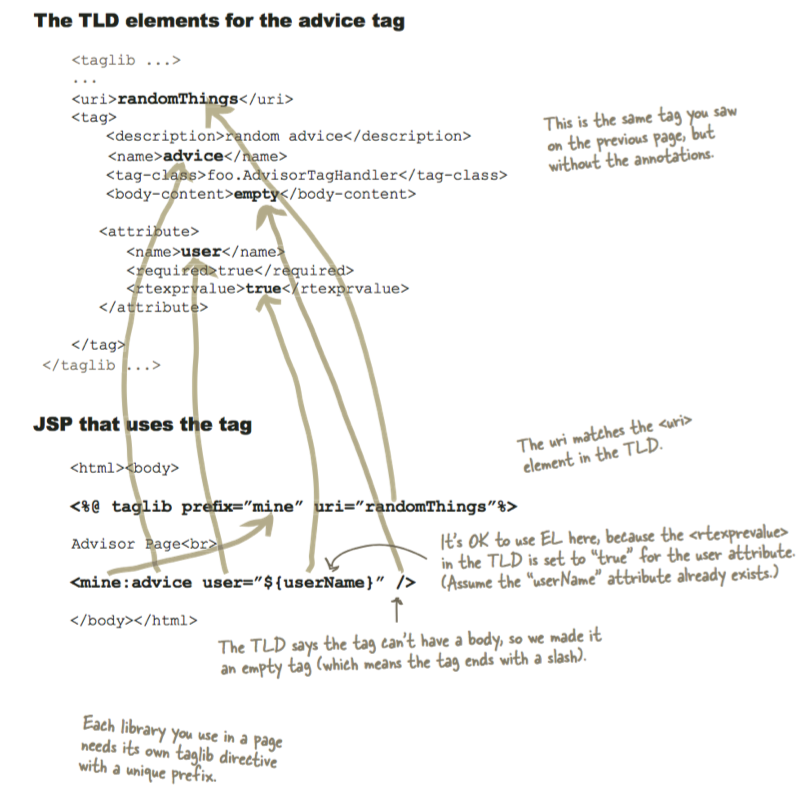 The TLD elements for the advice tag
<taglib ...>
...
<uri>randomThings</uri>
<tag>
<description>random advice</description>
<name>advice</name>
<tag-class>foo.AdvisorTagHandler</tag-class>
<body-content>empty</body-content>
This is the same tag you saw
on the previous page, but
without the annotations.
<attribute>
<name>user</name>
<required>true</required>
<rtexprvalue>true</rtexprvalue>
</attribute>
</tag>
</taglib ...>
JSP that uses the tag
The uri matches the <uri>
element in the TLD.
<html><body>
<%@ taglib prefix="mine" uri="randomThings"%>
Advisor Page<br>
It's OK to use EL here, because the <rtexprevalue>
in the TLD is set to "true" for the user attribute.
(Assume the "userName" attribute already exists.)
<mine:advice user="${userName}" />
</body></html>
The TLD says the tag can't have a body, so we made it
an empty tag (which means the tag ends with a slash).
Each library you use in a page
needs its own taglib directive
with a unique prefix.